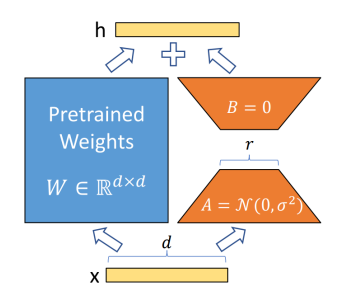 h
Pretrained
Weights
W ∈ ℝ^{d×d}
B = 0
r
A = 𝒩(0, σ²)
d
x